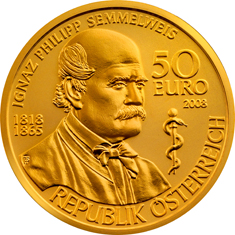 IGNAZ PHILIPP SEMMELWEIS
50
EURO
2008
1818
1865
REPUBLIK ÖSTERREICH